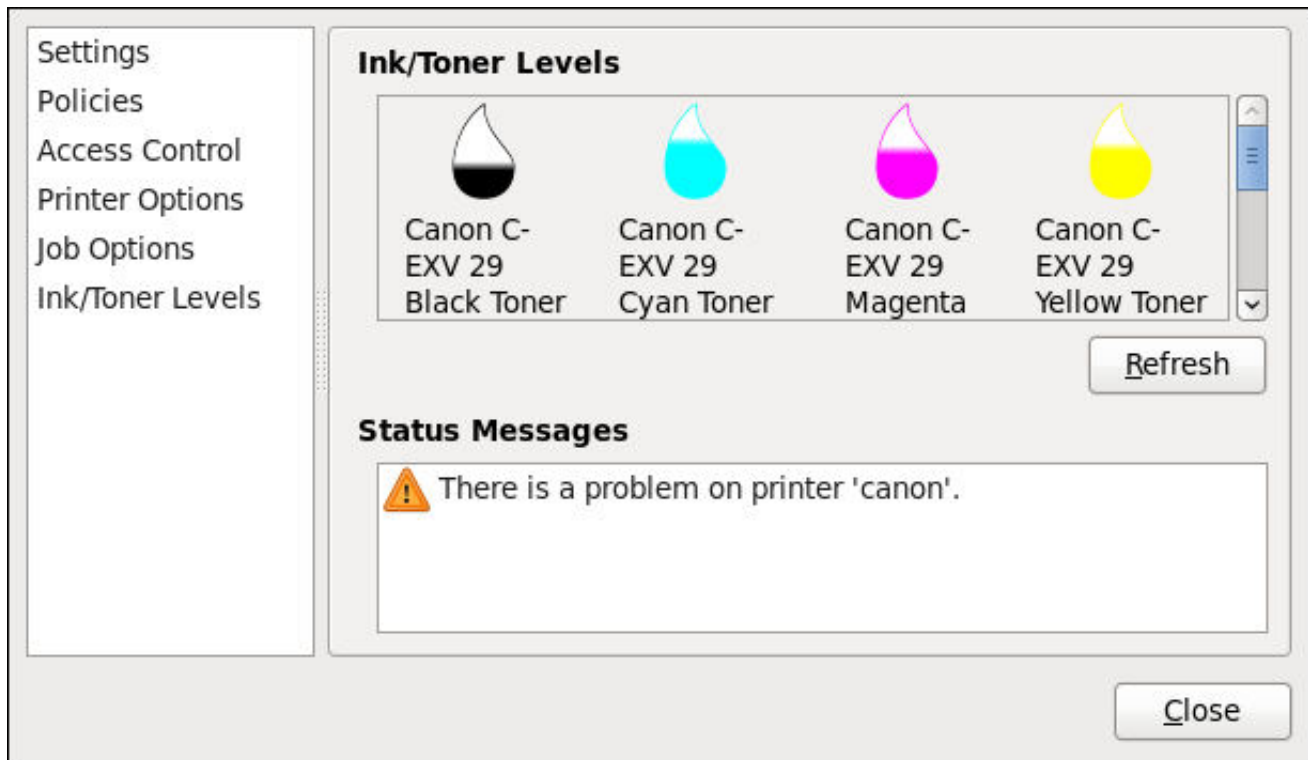 Settings
Policies
Access Control
Printer Options
Job Options
Ink/Toner Levels
Ink/Toner Levels
Canon C-
EXV 29
Black Toner
Canon C-
EXV 29
Cyan Toner
Canon C-
EXV 29
Magenta
Canon C-
EXV 29
Yellow Toner
Refresh
Status Messages
There is a problem on printer 'canon'.
Close